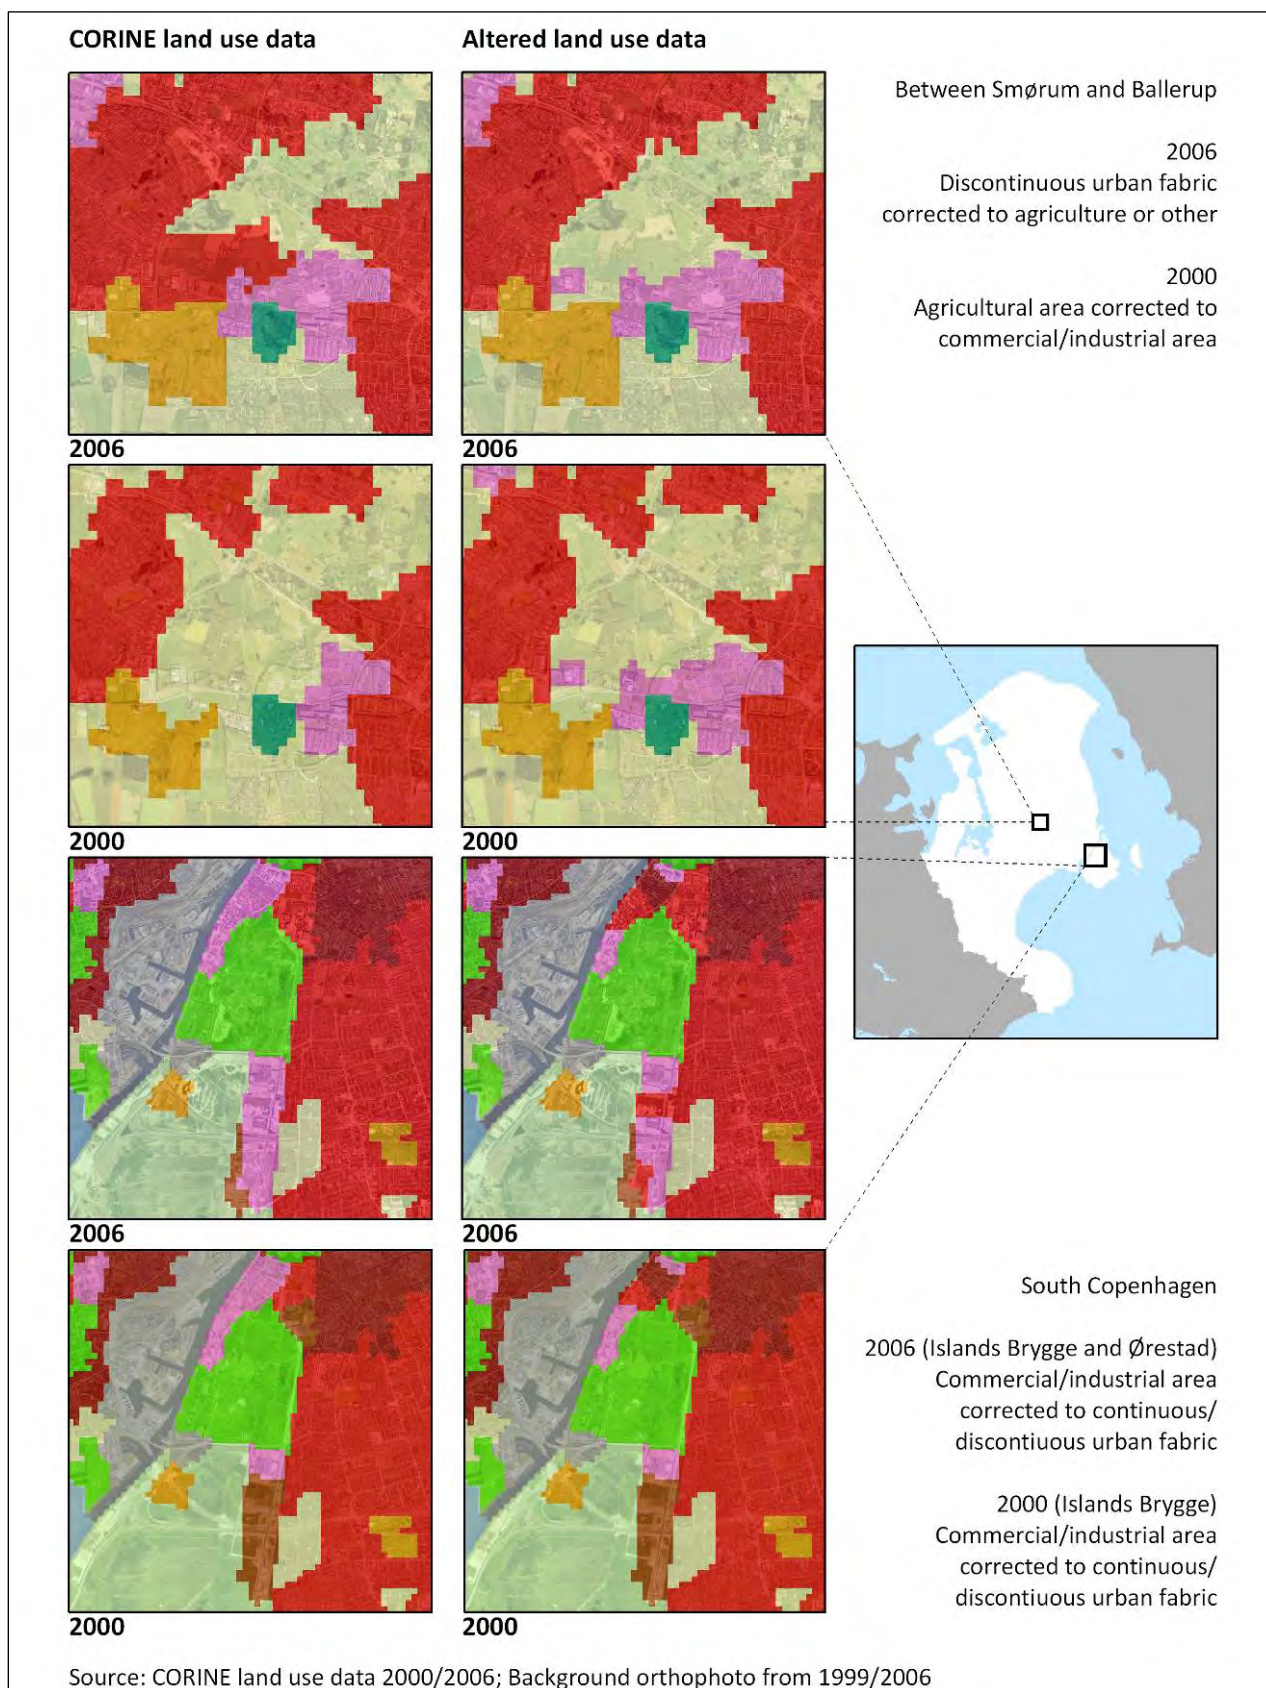 CORINE land use data
Altered land use data
Between Smørum and Ballerup
2006
Discontinuous urban fabric
corrected to agriculture or other
2000
Agricultural area corrected to
commercial/industrial area
2006
2006
2000
2000
2006
2006
South Copenhagen
2006 (Islands Brygge and Ørestad)
Commercial/industrial area
corrected to continuous/
discontiuous urban fabric
2000 (Islands Brygge)
Commercial/industrial area
corrected to continuous/
discontiuous urban fabric
2000
2000
Source: CORINE land use data 2000/2006; Background orthophoto from 1999/2006